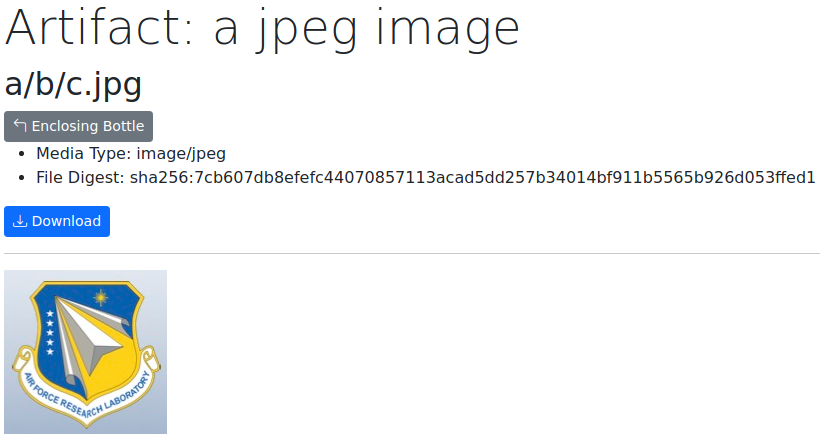 Artifact: a jpeg image
a/b/c.jpg
Enclosing Bottle
Media Type: image/jpeg
File Digest: sha256:7cb607db8efefc44070857113acad5dd257b34014bf911b5565b926d053ffed1
Download
AIR FORCE RESEARCH LABORATORY